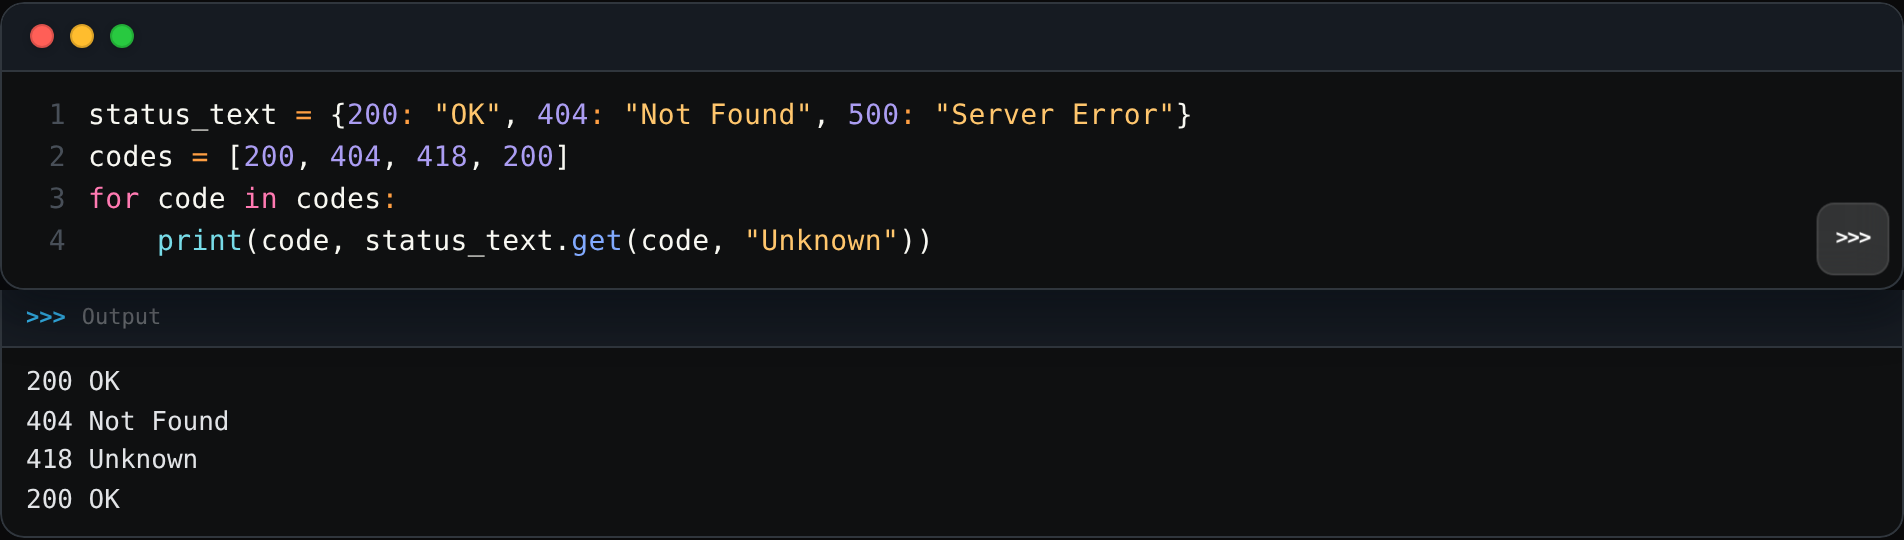 1 status_text = {200: "OK", 404: "Not Found", 500: "Server Error"}
2 codes = [200, 404, 418, 200]
3 for code in codes:
4     print(code, status_text.get(code, "Unknown"))
>>>
>>> Output
200 OK
404 Not Found
418 Unknown
200 OK